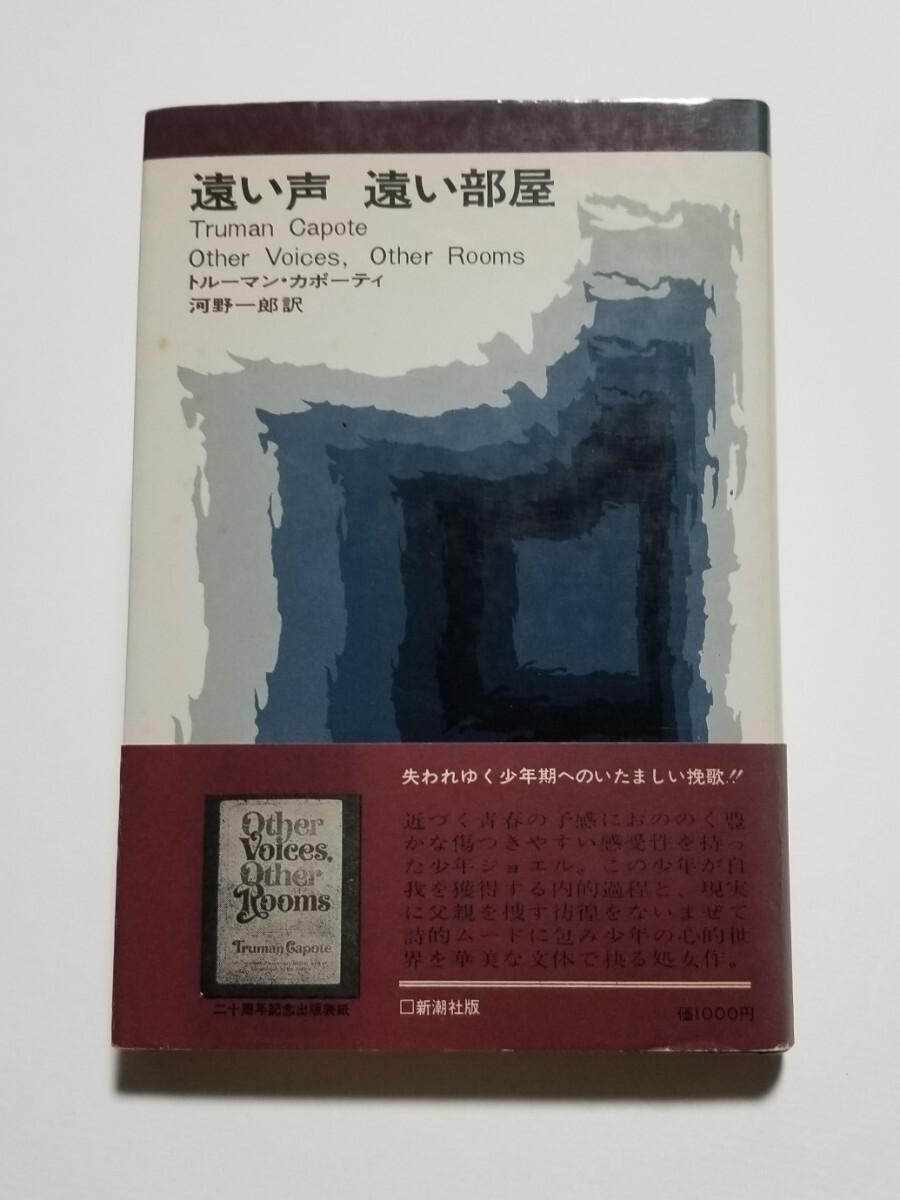 遠い声 遠い部屋
Truman Capote
Other Voices, Other Rooms
トルーマン・カポーティ
河野一郎訳
失われゆく少年期へのいたましい挽歌!!
近づく青春の予感におののく豊
かな傷つきやすい感受性を持っ
た少年ジョエル。この少年が自
我を獲得する内的過程と、現実
に父親を捜す彷徨をないまぜて
詩的ムードに包み少年の心的世
界を華美な文体で抉る処女作。
Other
Voices,
Other
Rooms
Truman Capote
二十周年記念出版表紙
□新潮社版
価1000円